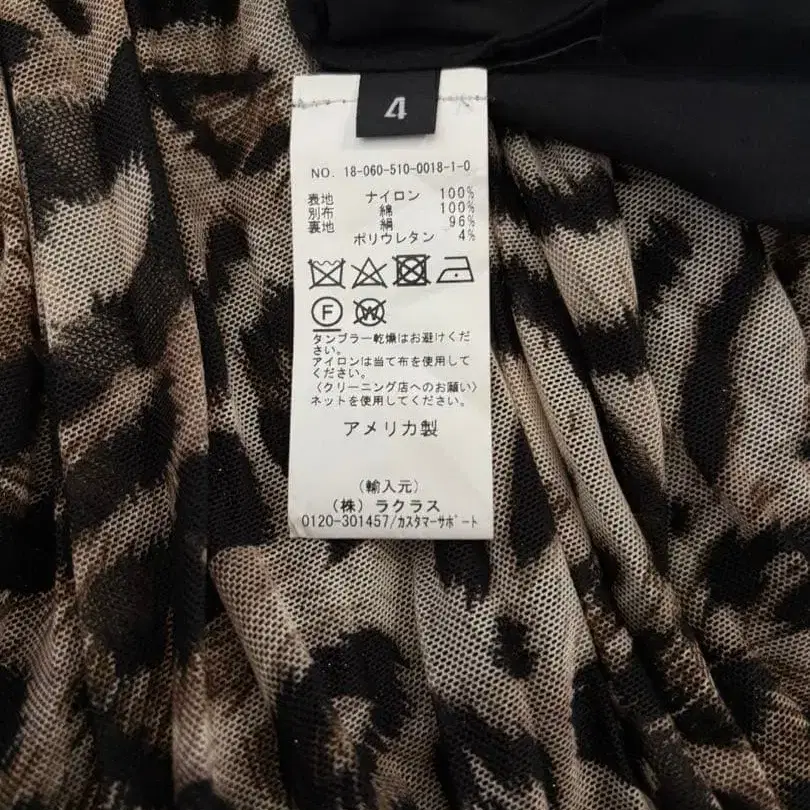 4
NO. 18-060-510-0018-1-0
表地 ナイロン 100%
別布 綿 100%
裏地 絹 96%
ポリウレタン 4%
F W
タンブラー乾燥はお避けくだ
さい。
アイロンは当て布を使用して
ください。
〈クリーニング店へのお願い〉
ネットを使用してください。
アメリカ製
(輸入元)
(株) ラクラス
0120-301457/カスタマーサポート